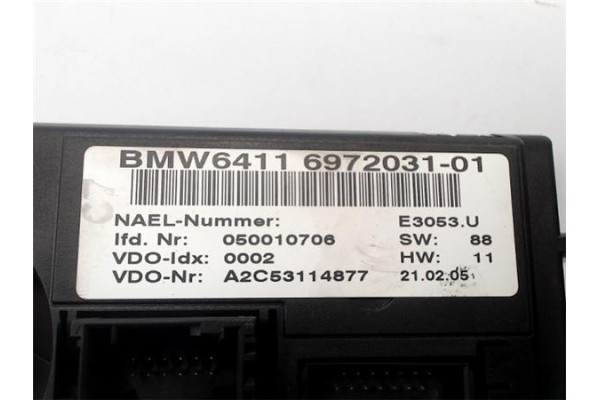 BMW6411 6972031-01
NAEL-Nummer: E3053.U
lfd. Nr: 050010706 SW: 88
VDO-Idx: 0002 HW: 11
VDO-Nr: A2C53114877 21.02.05